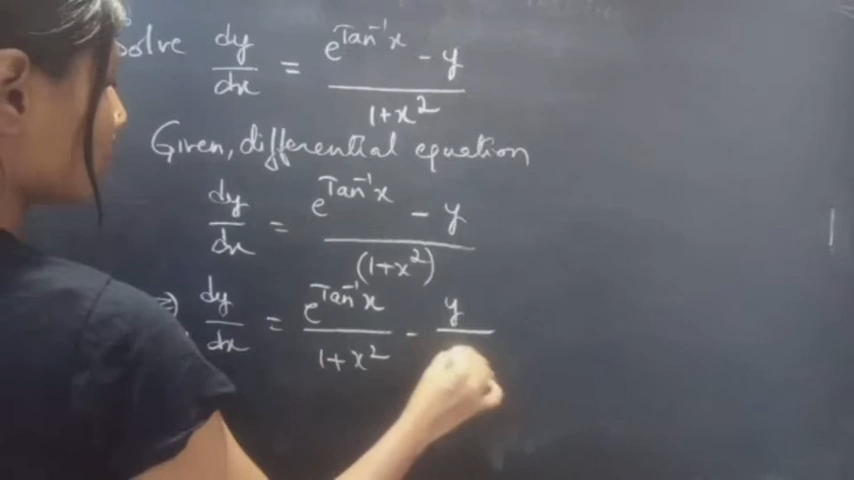 Solve dy/dx = (e^(Tan⁻¹x) - y)/(1+x²)
Given, differential equation
dy/dx = (e^(Tan⁻¹x) - y)/((1+x²))
⇒ dy/dx = e^(Tan⁻¹x)/(1+x²) - y/